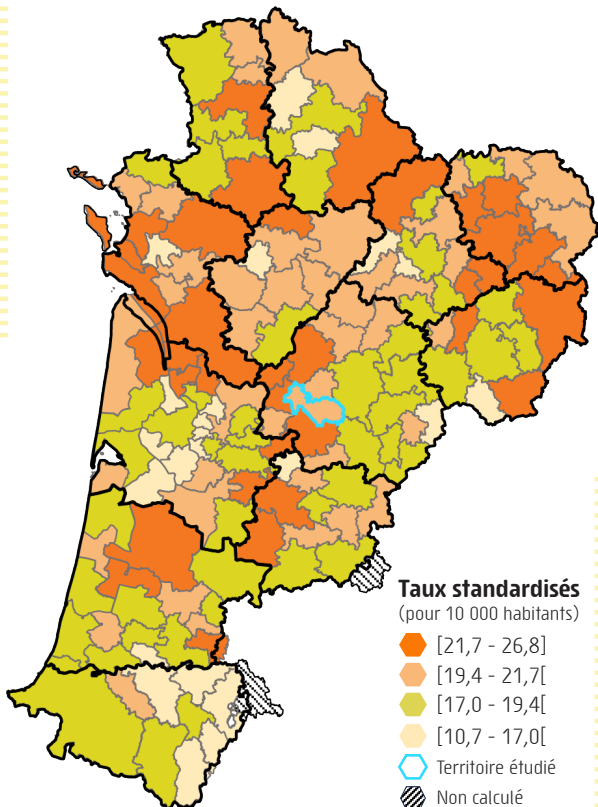 Taux standardisés
(pour 10 000 habitants)
[21,7 - 26,8]
[19,4 - 21,7[
[17,0 - 19,4[
[10,7 - 17,0[
Territoire étudié
Non calculé